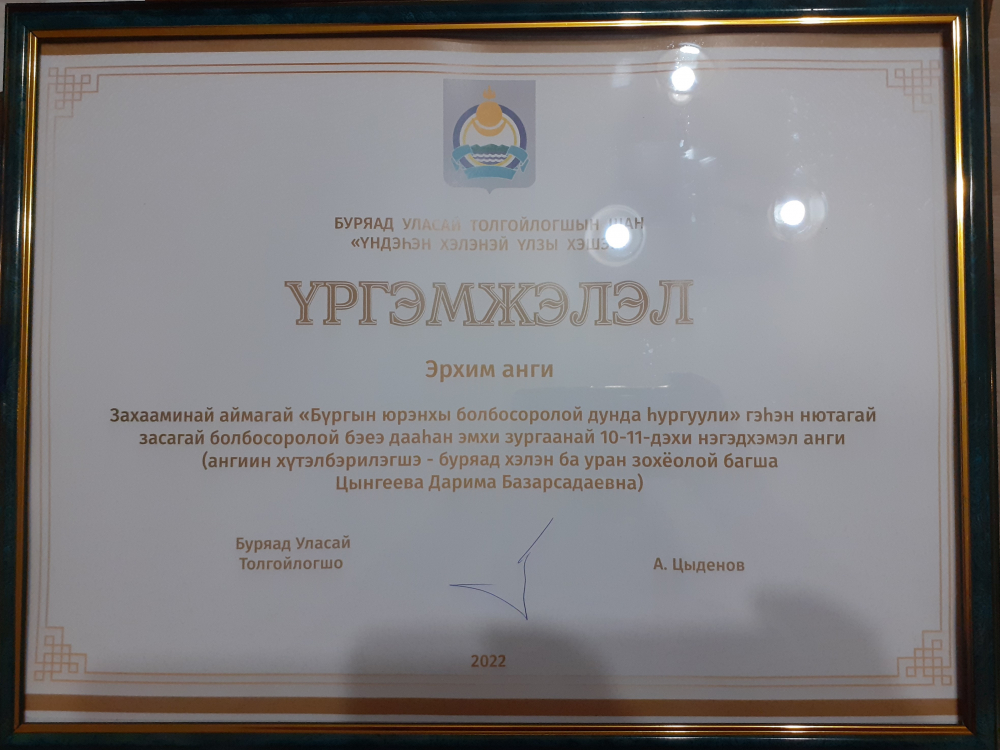 БУРЯАД УЛАСАЙ ТОЛГОЙЛОГШЫН ШАН
«ҮНДЭҺЭН ХЭЛЭНЭЙ ҮЛЗЫ
ҮРГЭМЖЭЛЭЛ
Эрхим анги
Захааминай аймагай «Бүргын юрэнхы болбосоролой дунда һургуули» гэһэн нютагай
засагай болбосоролой бэеэ дааһан эмхи зургаанай 10-11-дэхи нэгэдхэмэл анги
(ангиин хүтэлбэрилэгшэ - буряад хэлэн ба уран зохёолой багша
Цынгеева Дарима Базарсадаевна)
Буряад Уласай
Толгойлогшо
А. Цыденов
2022